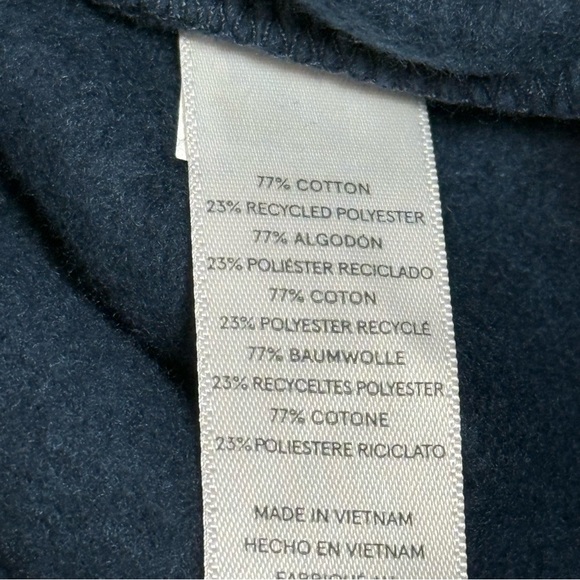 77% COTTON
23% RECYCLED POLYESTER
77% ALGODÓN
23% POLIÉSTER RECICLADO
77% COTON
23% POLYESTER RECYCLÉ
77% BAUMWOLLE
23% RECYCELTES POLYESTER
77% COTONE
23% POLIESTERE RICICLATO
MADE IN VIETNAM
HECHO EN VIETNAM